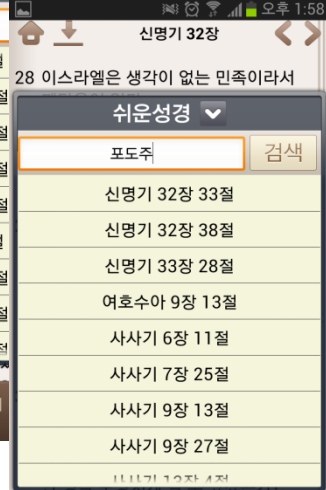 오후 1:58
신명기 32장
28 이스라엘은 생각이 없는 민족이라서
쉬운성경
포도주
검색
신명기 32장 33절
신명기 32장 38절
신명기 33장 28절
여호수아 9장 13절
사사기 6장 11절
사사기 7장 25절
사사기 9장 13절
사사기 9장 27절